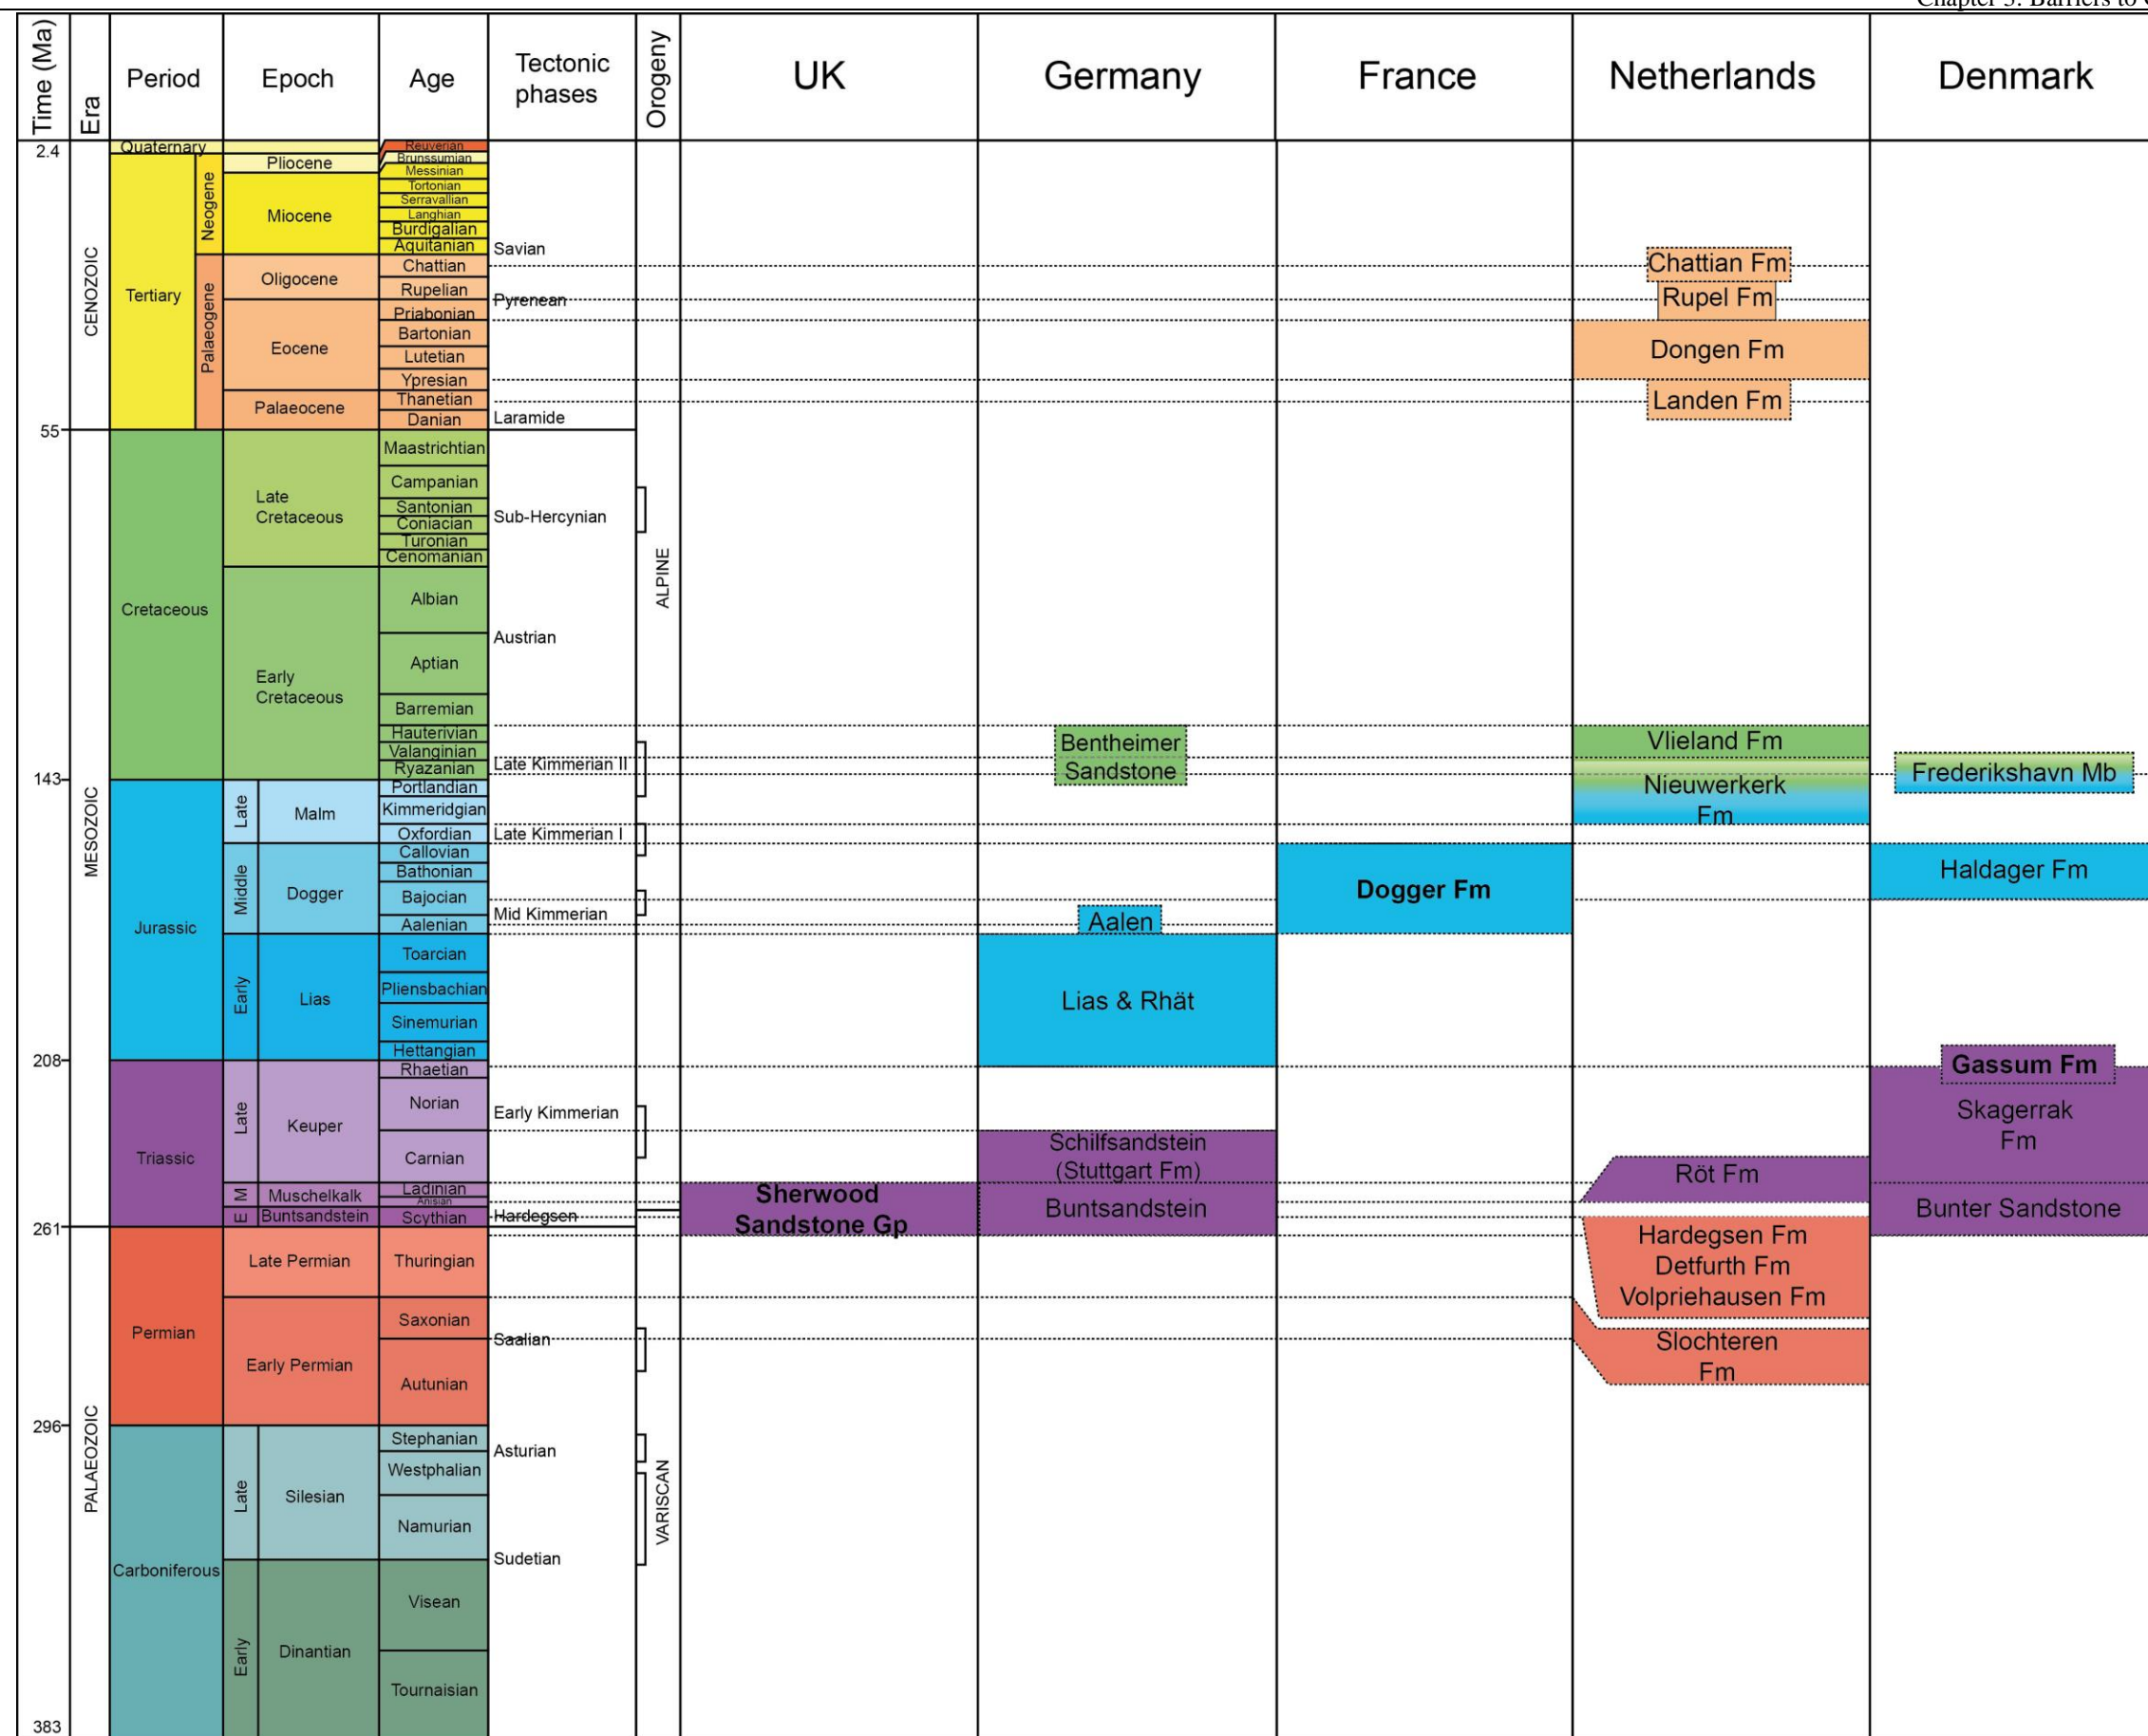 Chapter 3: Barriers to
Time (Ma)
Era
Period
Epoch
Age
Tectonic
phases
Orogeny
UK
Germany
France
Netherlands
Denmark
2.4
55
143
208
261
296
383
CENOZOIC
MESOZOIC
PALAEOZOIC
Quaternary
Tertiary
Neogene
Palaeogene
Cretaceous
Jurassic
Triassic
Permian
Carboniferous
Pliocene
Miocene
Oligocene
Eocene
Palaeocene
Late
Cretaceous
Early
Cretaceous
Late
Malm
Middle
Dogger
Early
Lias
Late
Keuper
M
Muschelkalk
E
Buntsandstein
Late Permian
Early Permian
Late
Silesian
Early
Dinantian
Reuverian
Brunssumian
Messinian
Tortonian
Serravallian
Langhian
Burdigalian
Aquitanian
Chattian
Rupelian
Priabonian
Bartonian
Lutetian
Ypresian
Thanetian
Danian
Maastrichtian
Campanian
Santonian
Coniacian
Turonian
Cenomanian
Albian
Aptian
Barremian
Hauterivian
Valanginian
Ryazanian
Portlandian
Kimmeridgian
Oxfordian
Callovian
Bathonian
Bajocian
Aalenian
Toarcian
Pliensbachian
Sinemurian
Hettangian
Rhaetian
Norian
Carnian
Ladinian
Anisian
Scythian
Thuringian
Saxonian
Autunian
Stephanian
Westphalian
Namurian
Visean
Tournaisian
Savian
Pyrenean
Laramide
Sub-Hercynian
Austrian
Late Kimmerian II
Late Kimmerian I
Mid Kimmerian
Early Kimmerian
Hardegsen
Saalian
Asturian
Sudetian
ALPINE
VARISCAN
Sherwood
Sandstone Gp
Bentheimer
Sandstone
Aalen
Lias & Rhät
Schilfsandstein
(Stuttgart Fm)
Buntsandstein
Dogger Fm
Chattian Fm
Rupel Fm
Dongen Fm
Landen Fm
Vlieland Fm
Nieuwerkerk
Fm
Röt Fm
Hardegsen Fm
Detfurth Fm
Volpriehausen Fm
Slochteren
Fm
Frederikshavn Mb
Haldager Fm
Gassum Fm
Skagerrak
Fm
Bunter Sandstone